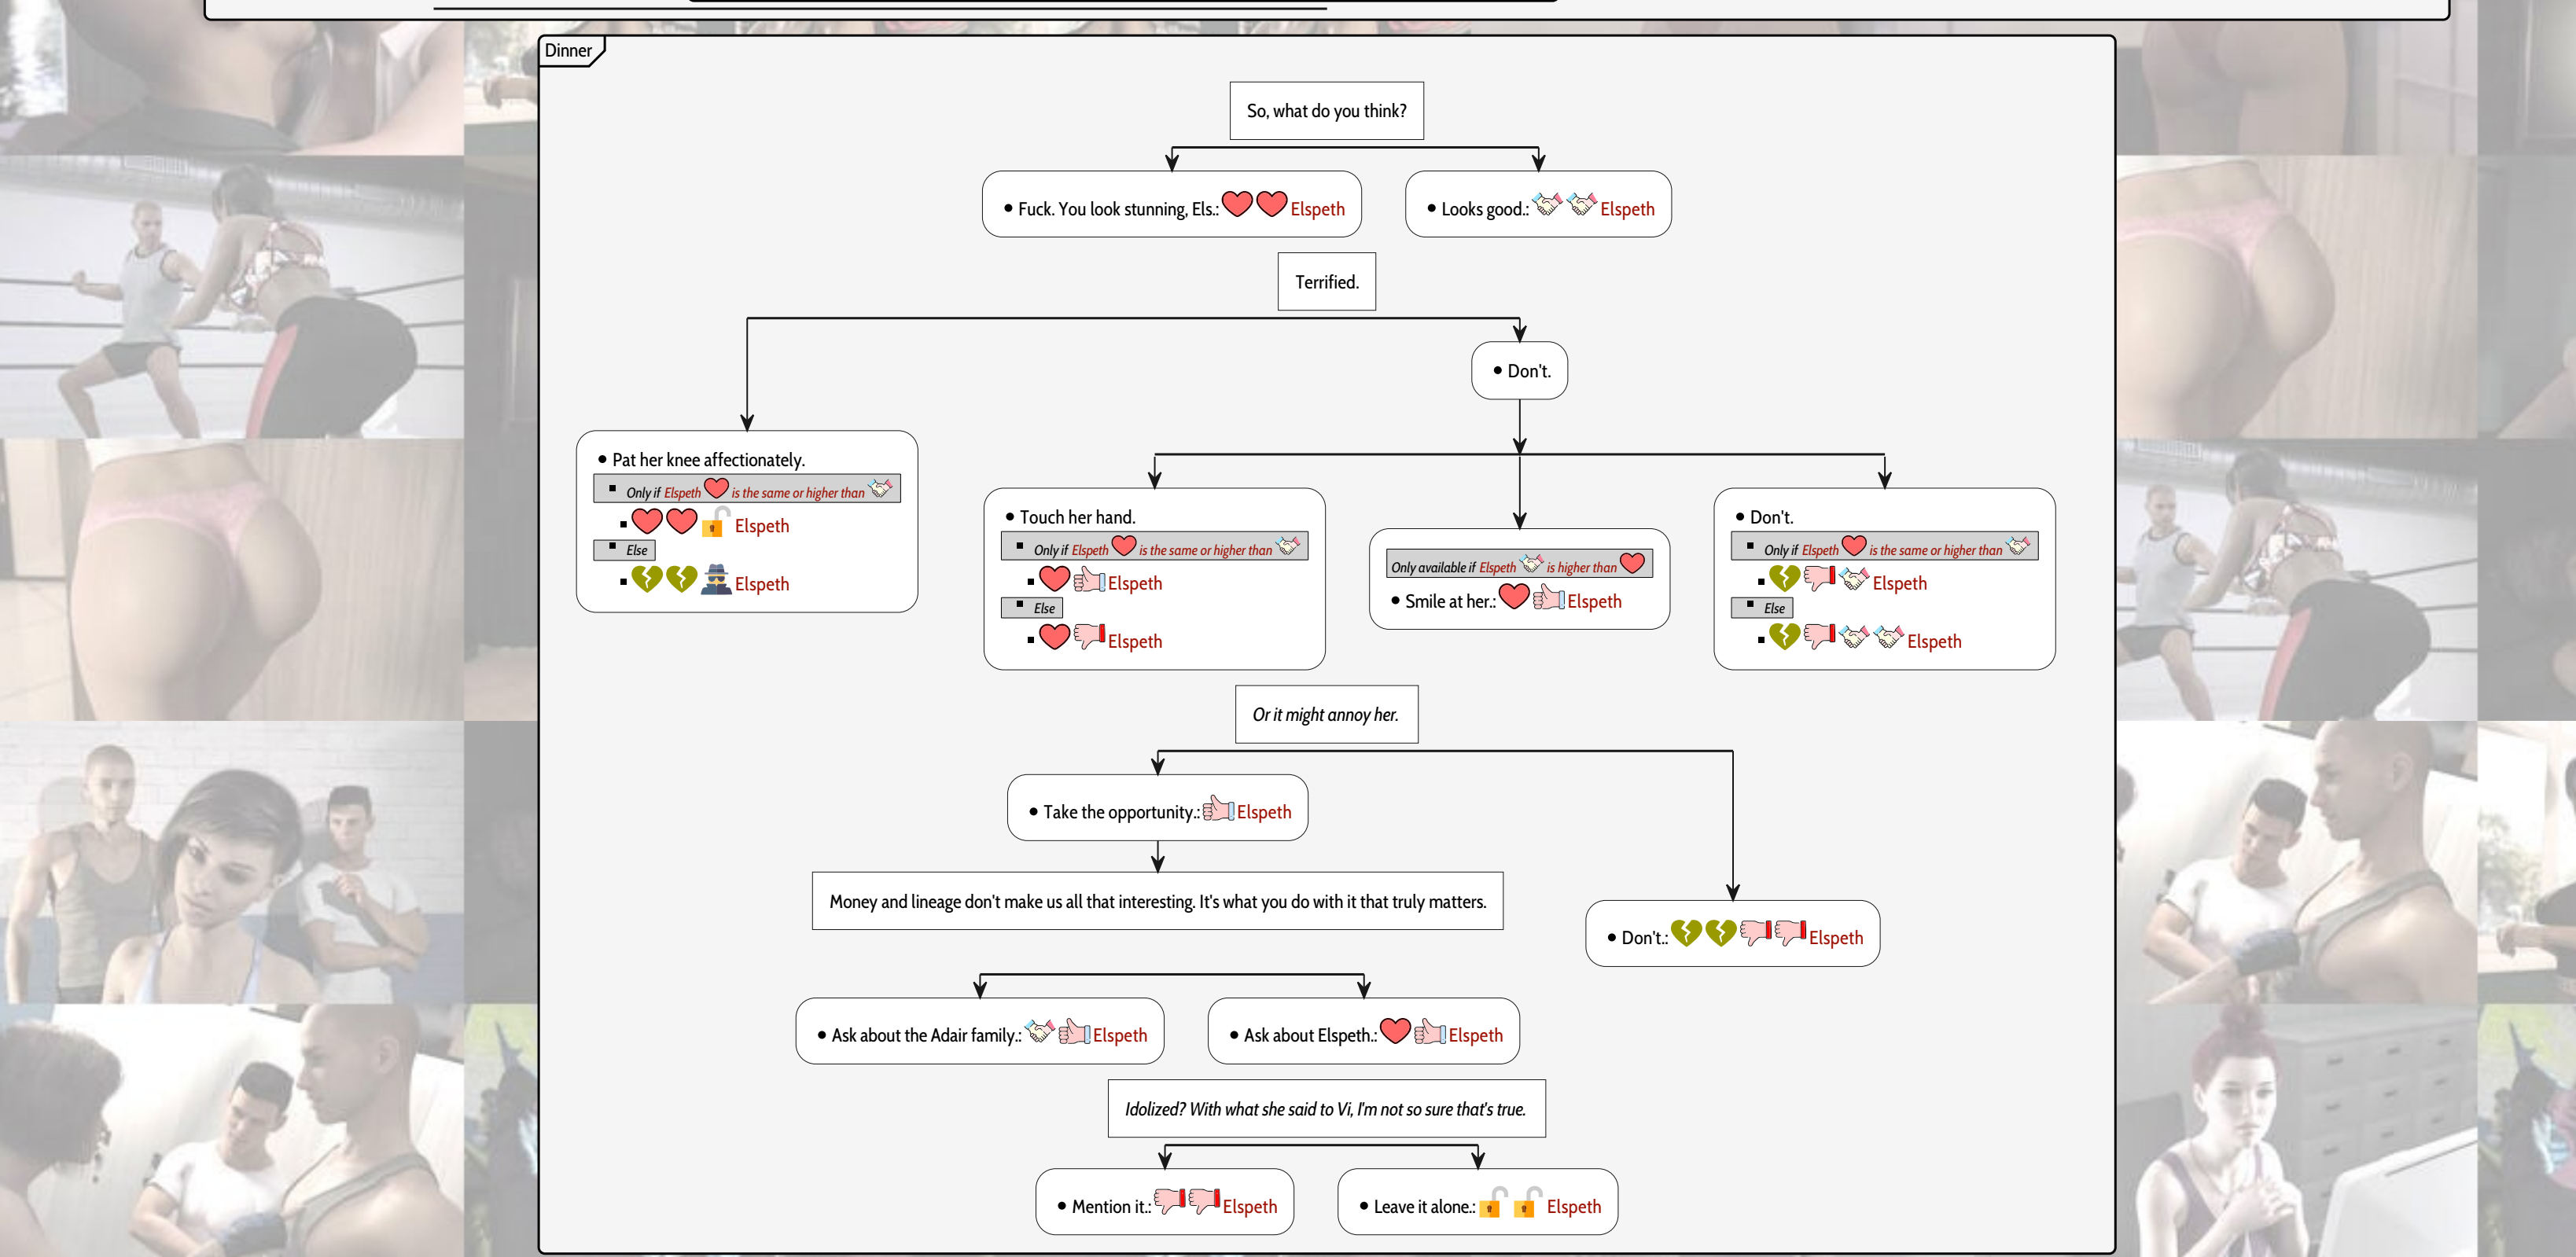 Dinner
So, what do you think?
• Fuck. You look stunning, Els.: Elspeth
• Looks good.: Elspeth
Terrified.
• Don't.
• Pat her knee affectionately.
▪ Only if Elspeth is the same or higher than
▪ Elspeth
▪ Else
▪ Elspeth
• Touch her hand.
▪ Only if Elspeth is the same or higher than
▪ Elspeth
▪ Else
▪ Elspeth
Only available if Elspeth is higher than
• Smile at her.: Elspeth
• Don't.
▪ Only if Elspeth is the same or higher than
▪ Elspeth
▪ Else
▪ Elspeth
Or it might annoy her.
• Take the opportunity.: Elspeth
Money and lineage don't make us all that interesting. It's what you do with it that truly matters.
• Don't.: Elspeth
• Ask about the Adair family.: Elspeth
• Ask about Elspeth.: Elspeth
Idolized? With what she said to Vi, I'm not so sure that's true.
• Mention it.: Elspeth
• Leave it alone.: Elspeth